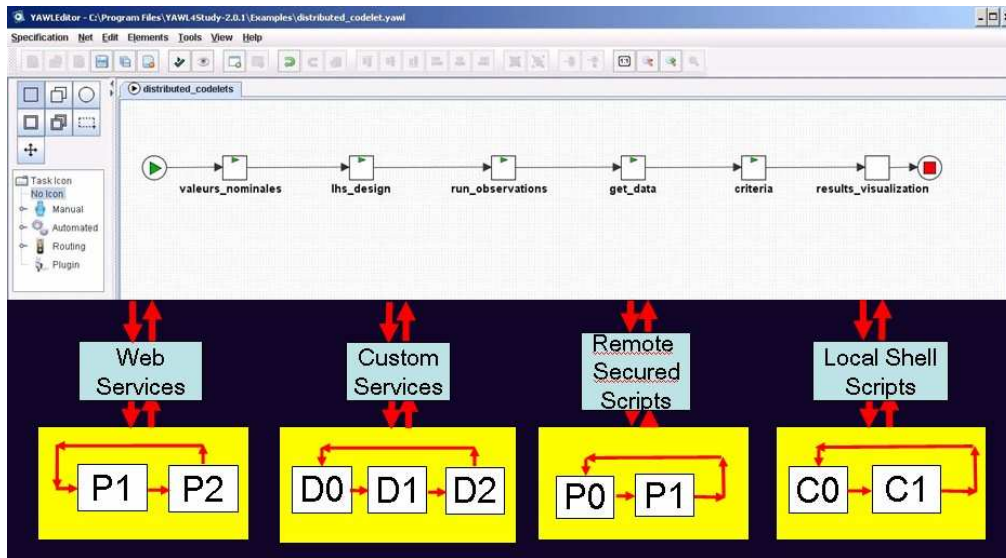 YAWLEditor - C:\Program Files\YAWL4Study-2.0.1\Examples\distributed_codelet.yawl
Specification Net Edit Elements Tools View Help
distributed_codelets
Task Icon
No Icon
Manual
Automated
Routing
Plugin
valeurs_nominales lhs_design run_observations get_data criteria results_visualization
Web
Services
Custom
Services
Remote
Secured
Scripts
Local Shell
Scripts
P1 P2
D0 D1 D2
P0 P1
C0 C1